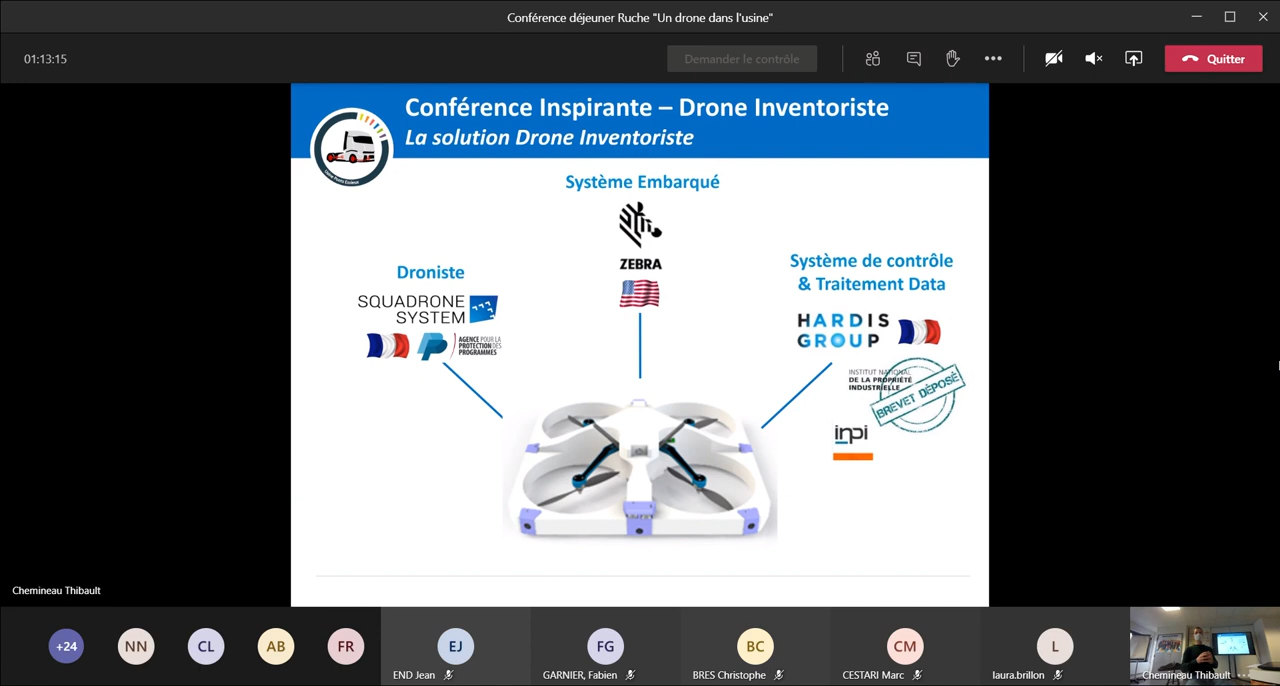 Conférence déjeuner Ruche "Un drone dans l'usine"
01:13:15
Demander le contrôle
Quitter
Conférence Inspirante – Drone Inventoriste
La solution Drone Inventoriste
Système Embarqué
ZEBRA
Droniste
SQUADRONE
SYSTEM
AGENCE POUR LA
PROTECTION DES
PROGRAMMES
Système de contrôle
& Traitement Data
HARDIS
GROUP
INSTITUT NATIONAL
DE LA PROPRIÉTÉ
INDUSTRIELLE
BREVET DÉPOSÉ
inpi
Chemineau Thibault
+24
NN
CL
AB
FR
EJ
END Jean
FG
GARNIER, Fabien
BC
BRES Christophe
CM
CESTARI Marc
L
laura.brillon
Chemineau Thibault